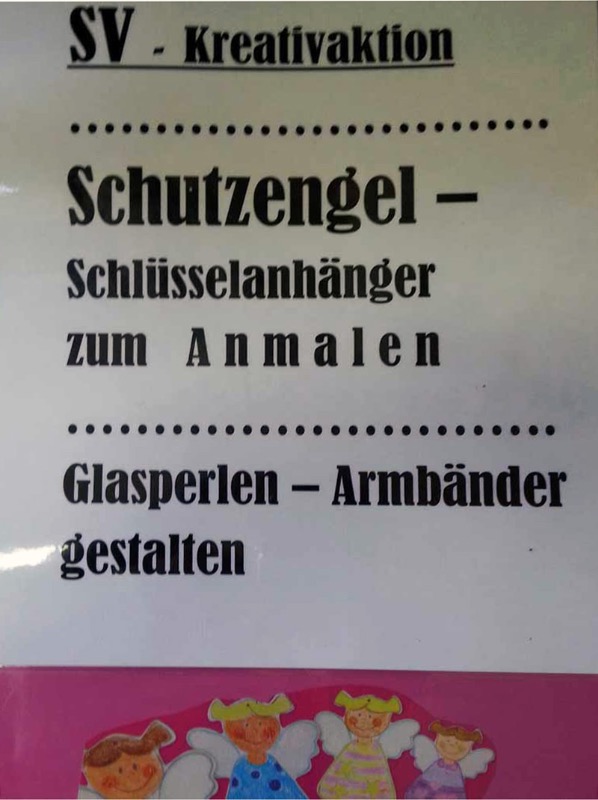 SV - Kreativaktion
Schutzengel –
Schlüsselanhänger
zum Anmalen
Glasperlen – Armbänder
gestalten